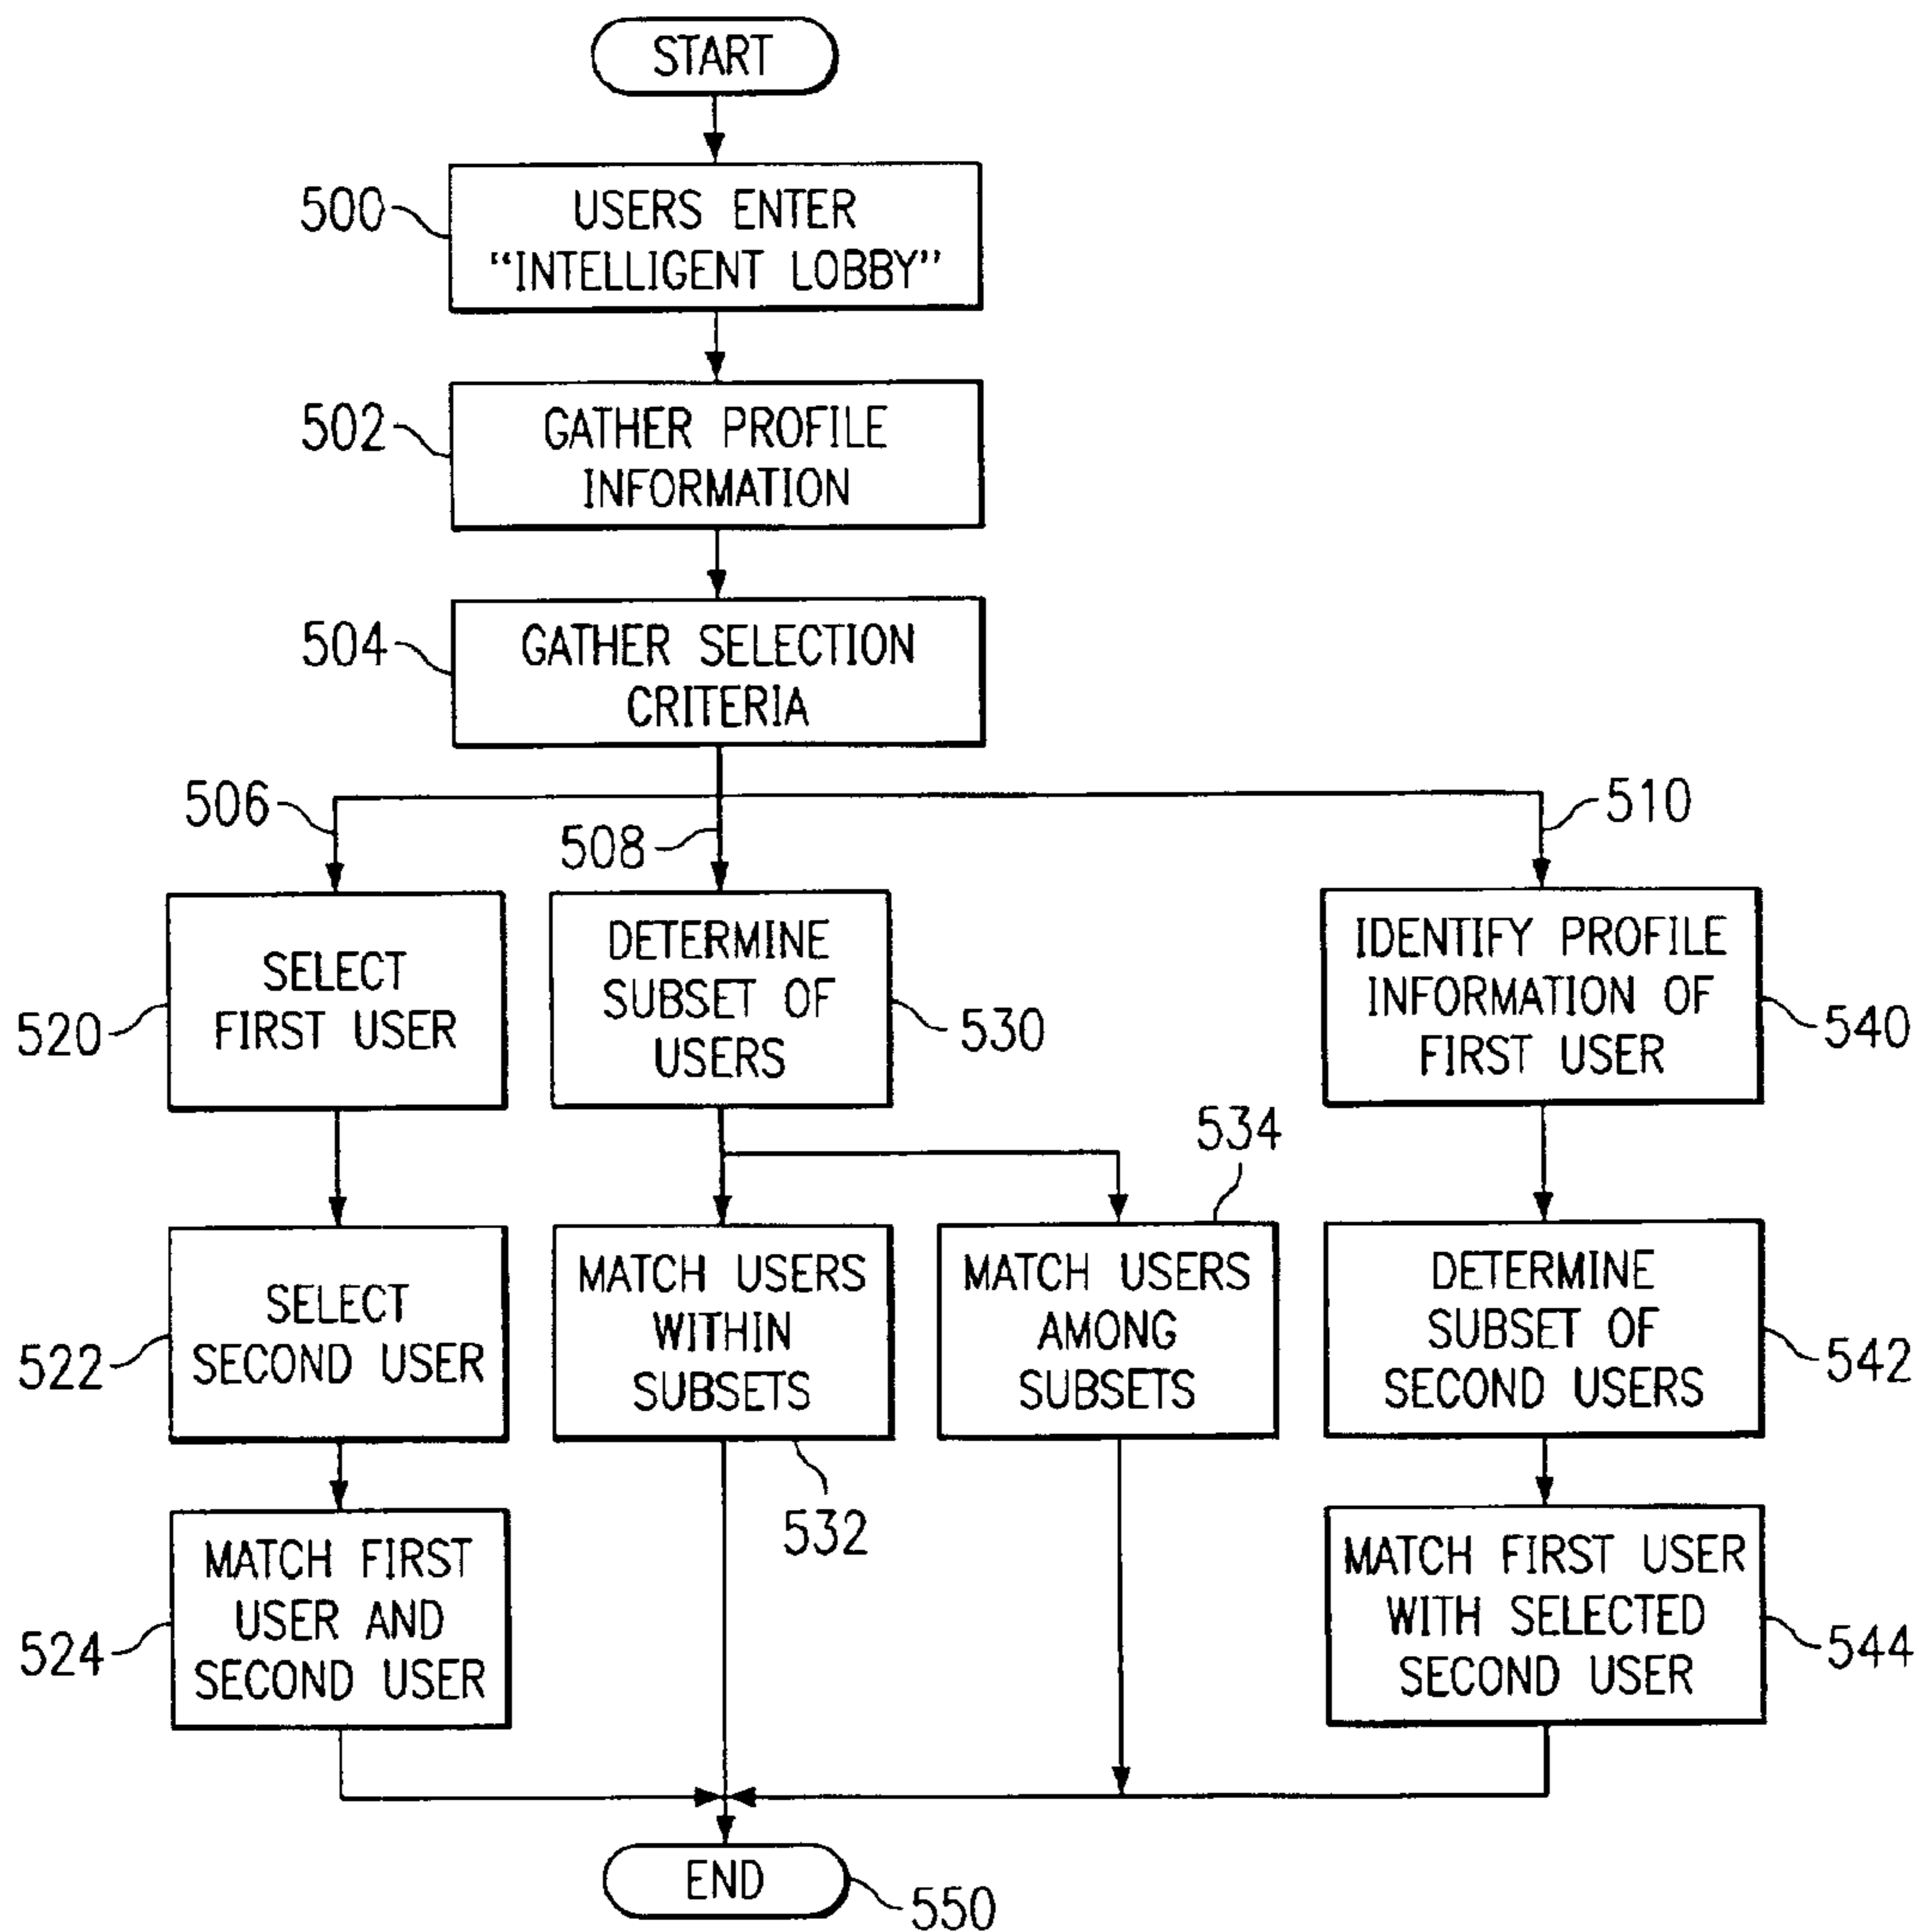 START
500
USERS ENTER
"INTELLIGENT LOBBY"
502
GATHER PROFILE
INFORMATION
504
GATHER SELECTION
CRITERIA
506
508
510
520
SELECT
FIRST USER
DETERMINE
SUBSET OF
USERS
530
IDENTIFY PROFILE
INFORMATION OF
FIRST USER
540
534
522
SELECT
SECOND USER
MATCH USERS
WITHIN
SUBSETS
532
MATCH USERS
AMONG
SUBSETS
DETERMINE
SUBSET OF
SECOND USERS
542
524
MATCH FIRST
USER AND
SECOND USER
MATCH FIRST USER
WITH SELECTED
SECOND USER
544
END
550